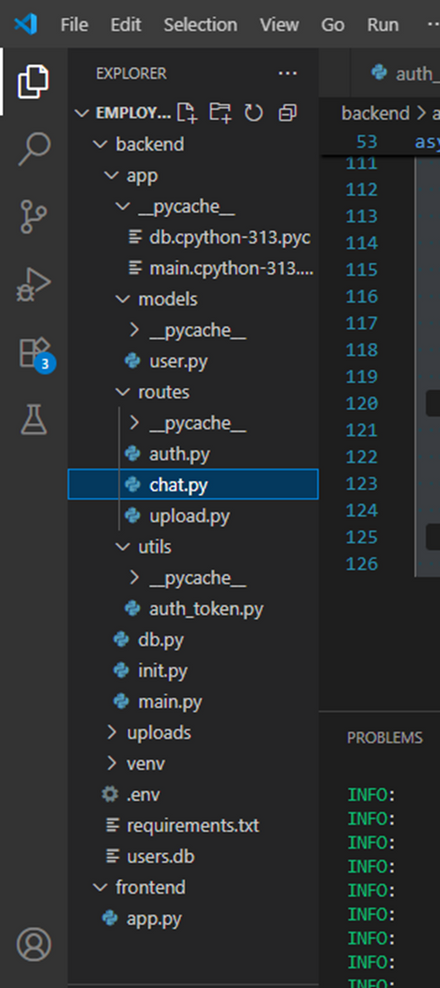 File Edit Selection View Go Run ···
EXPLORER ···
auth_
EMPLOY...
backend > a
53 asy
backend
app
__pycache__
db.cpython-313.pyc
main.cpython-313....
models
__pycache__
user.py
routes
__pycache__
auth.py
chat.py
upload.py
utils
__pycache__
auth_token.py
db.py
init.py
main.py
uploads
venv
.env
requirements.txt
users.db
frontend
app.py
3
111
112
113
114
115
116
117
118
119
120
121
122
123
124
125
126
PROBLEMS
INFO:
INFO:
INFO:
INFO:
INFO:
INFO:
INFO:
INFO:
INFO: